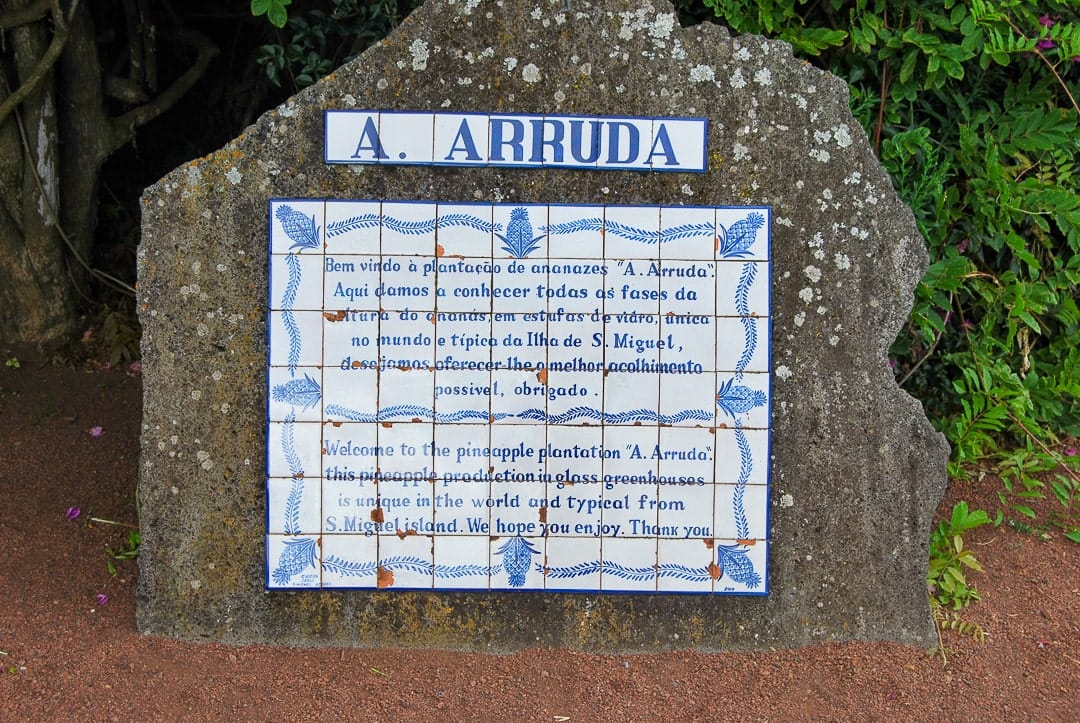 A. ARRUDA
Bem vindo à plantação de ananazes "A. Arruda".
Aqui damos a conhecer todas as fases da
cultura do ananás, em estufas de vidro, única
no mundo e típica da Ilha de S. Miguel,
desejamos oferecer-lhe o melhor acolhimento
possivel, obrigado.
Welcome to the pineapple plantation "A. Arruda".
this pineapple production in glass greenhouses
is unique in the world and typical from
S. Miguel island. We hope you enjoy. Thank you.